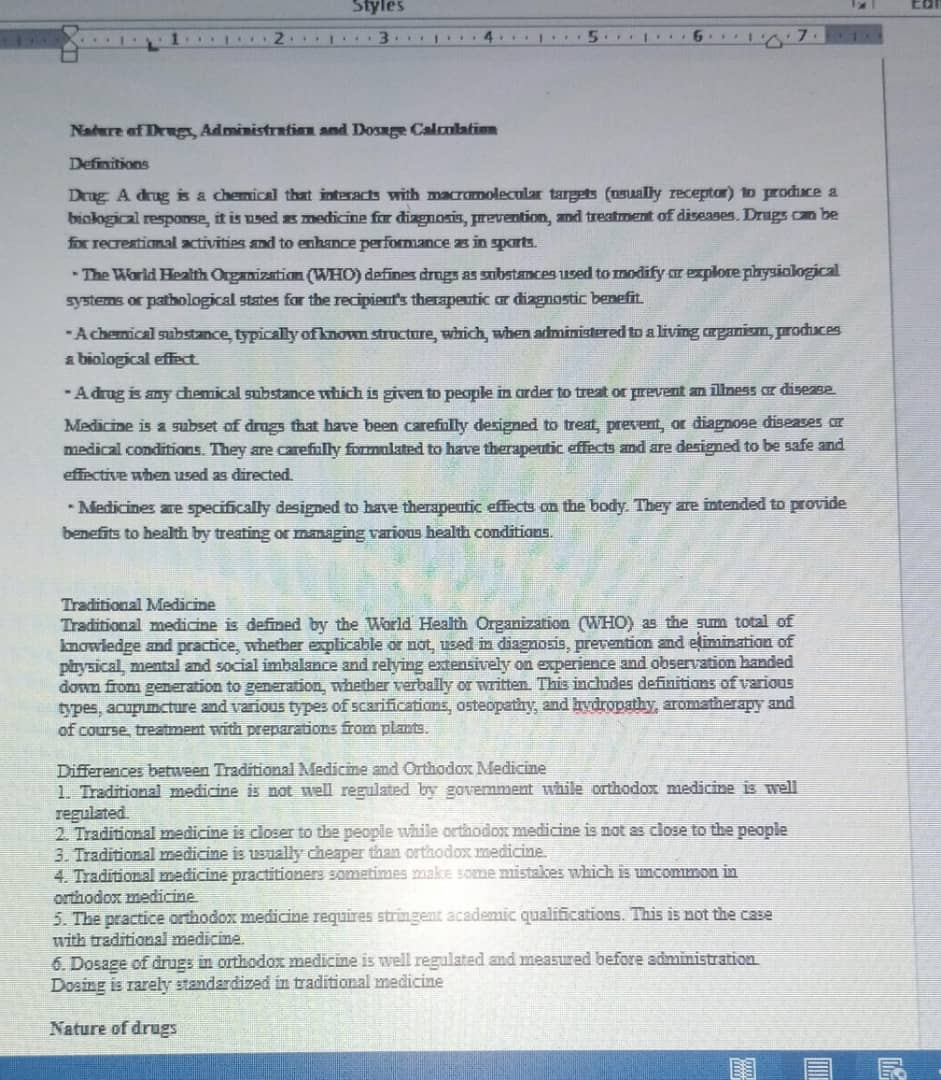 Styles
1 2 3 4 5 6 7
Nature of Drugs, Administration and Dosage Calculation
Definitions
Drug: A drug is a chemical that interacts with macromolecular targets (usually receptor) to produce a
biological response, it is used as medicine for diagnosis, prevention, and treatment of diseases. Drugs can be
for recreational activities and to enhance performance as in sports.
- The World Health Organization (WHO) defines drugs as substances used to modify or explore physiological
systems or pathological states for the recipient's therapeutic or diagnostic benefit.
- A chemical substance, typically of known structure, which, when administered to a living organism, produces
a biological effect.
- A drug is any chemical substance which is given to people in order to treat or prevent an illness or disease.
Medicine is a subset of drugs that have been carefully designed to treat, prevent, or diagnose diseases or
medical conditions. They are carefully formulated to have therapeutic effects and are designed to be safe and
effective when used as directed.
- Medicines are specifically designed to have therapeutic effects on the body. They are intended to provide
benefits to health by treating or managing various health conditions.
Traditional Medicine
Traditional medicine is defined by the World Health Organization (WHO) as the sum total of
knowledge and practice, whether explicable or not, used in diagnosis, prevention and elimination of
physical, mental and social imbalance and relying extensively on experience and observation handed
down from generation to generation, whether verbally or written. This includes definitions of various
types, acupuncture and various types of scarifications, osteopathy, and hydropathy, aromatherapy and
of course, treatment with preparations from plants.
Differences between Traditional Medicine and Orthodox Medicine
1. Traditional medicine is not well regulated by government while orthodox medicine is well
regulated.
2. Traditional medicine is closer to the people while orthodox medicine is not as close to the people
3. Traditional medicine is usually cheaper than orthodox medicine.
4. Traditional medicine practitioners sometimes make some mistakes which is uncommon in
orthodox medicine.
5. The practice orthodox medicine requires stringent academic qualifications. This is not the case
with traditional medicine.
6. Dosage of drugs in orthodox medicine is well regulated and measured before administration.
Dosing is rarely standardized in traditional medicine
Nature of drugs